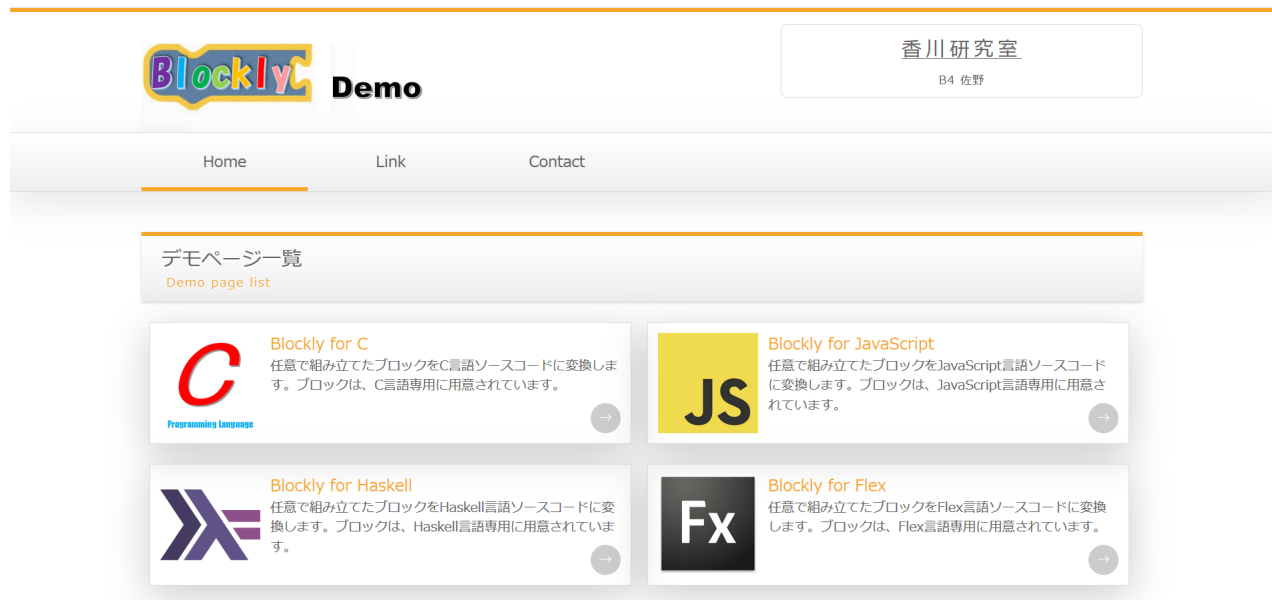 BlocklyC Demo
香川研究室
B4 佐野
Home Link Contact
デモページ一覧
Demo page list
C
Programming Language
Blockly for C
任意で組み立てたブロックをC言語ソースコードに変換しま
す。ブロックは、C言語専用に用意されています。
→
JS
Blockly for JavaScript
任意で組み立てたブロックをJavaScript言語ソースコード
に変換します。ブロックは、JavaScript言語専用に用意さ
れています。
→
Blockly for Haskell
任意で組み立てたブロックをHaskell言語ソースコードに変
換します。ブロックは、Haskell言語専用に用意されていま
す。
→
Fx
Blockly for Flex
任意で組み立てたブロックをFlex言語ソースコードに変換
します。ブロックは、Flex言語専用に用意されています。
→